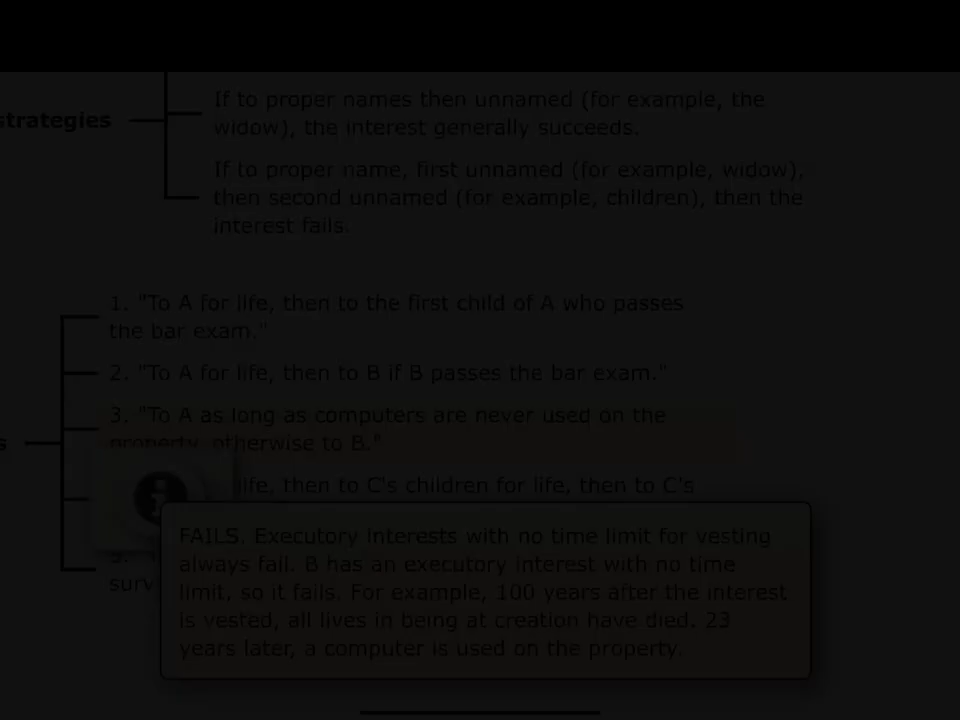 If to proper names then unnamed (for example, the
strategies
widow), the interest generally succeeds.
If to proper name, first unnamed (for example, widow),
then second unnamed (for example, children), then the
interest fails.
1. "To A for life, then to the first child of A who passes
the bar exam."
2. "To A for life, then to B if B passes the bar exam."
3. "To A as long as computers are never used on the
property, otherwise to B."
s
life, then to C's children for life, then to C's
FAILS. Executory interests with no time limit for vesting
always fail. B has an executory interest with no time
surv
limit, so it fails. For example, 100 years after the interest
is vested, all lives in being at creation have died. 23
years later, a computer is used on the property.